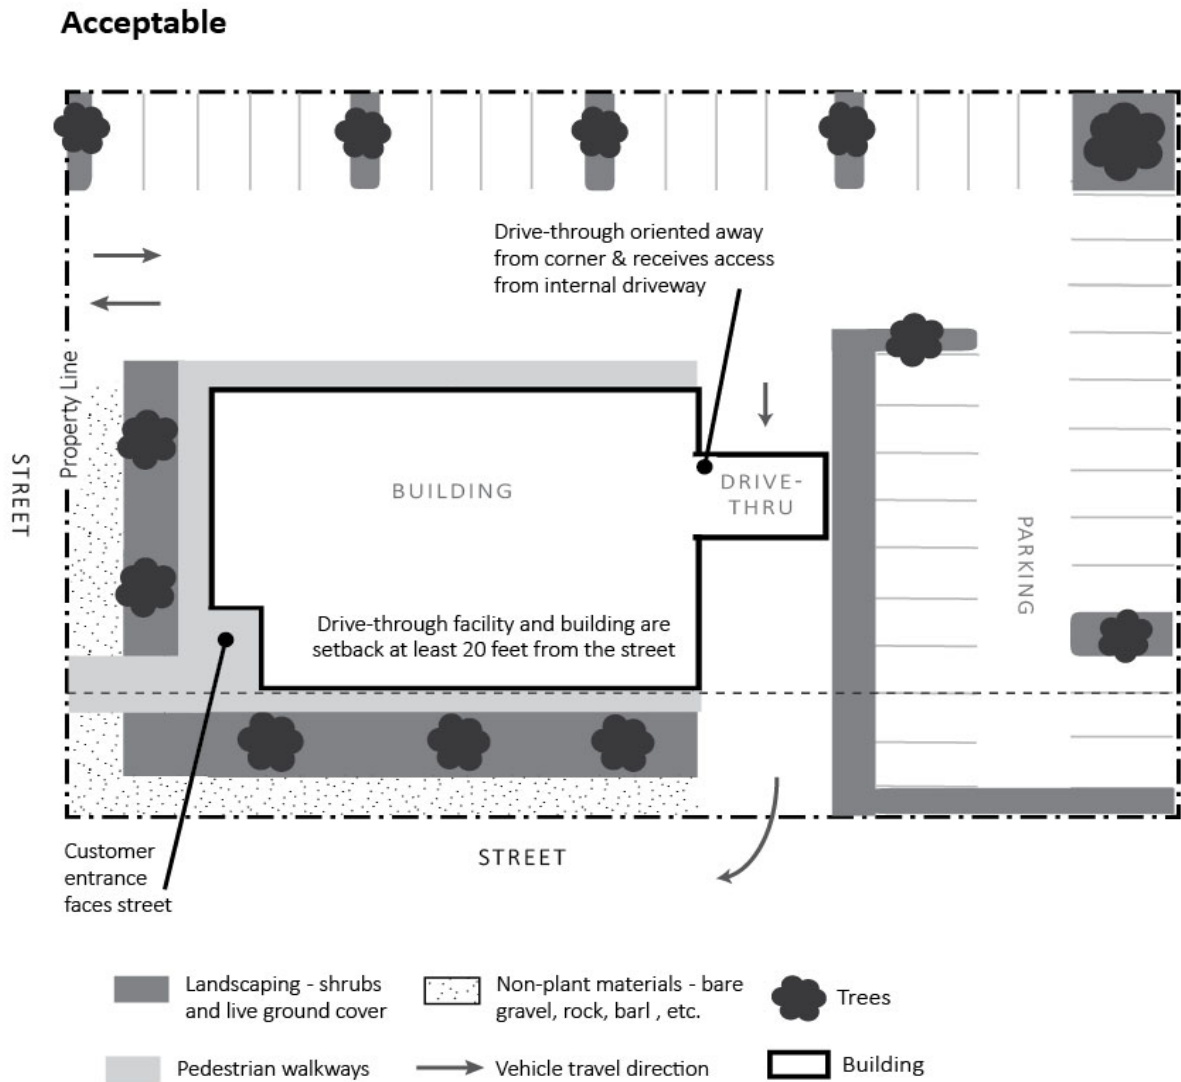 Acceptable
Drive-through oriented away
from corner & receives access
from internal driveway
Property Line
STREET
BUILDING
DRIVE-
THRU
PARKING
Drive-through facility and building are
setback at least 20 feet from the street
STREET
Customer
entrance
faces street
Landscaping - shrubs
and live ground cover
Non-plant materials - bare
gravel, rock, barl , etc.
Trees
Pedestrian walkways
Vehicle travel direction
Building